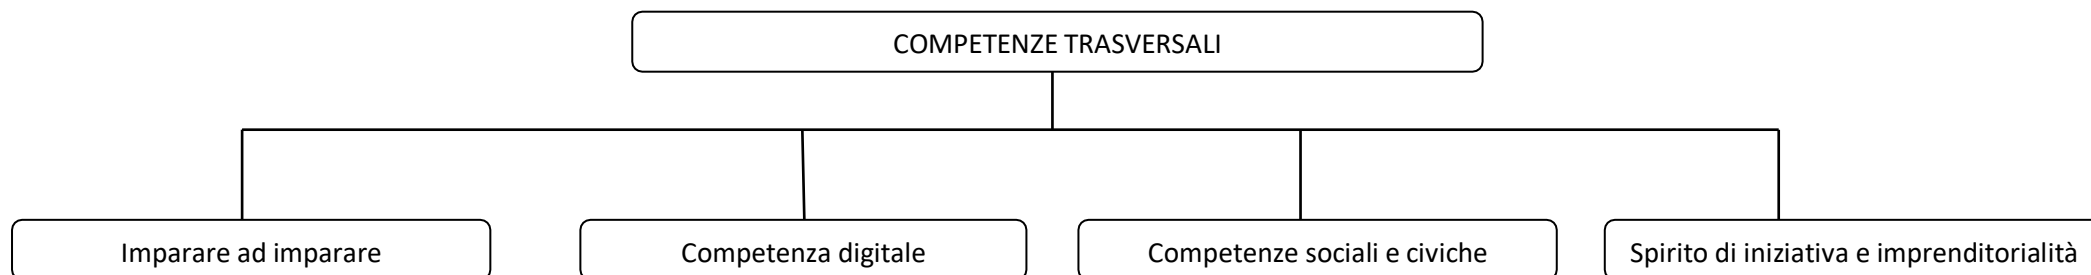 COMPETENZE TRASVERSALI
Imparare ad imparare
Competenza digitale
Competenze sociali e civiche
Spirito di iniziativa e imprenditorialità